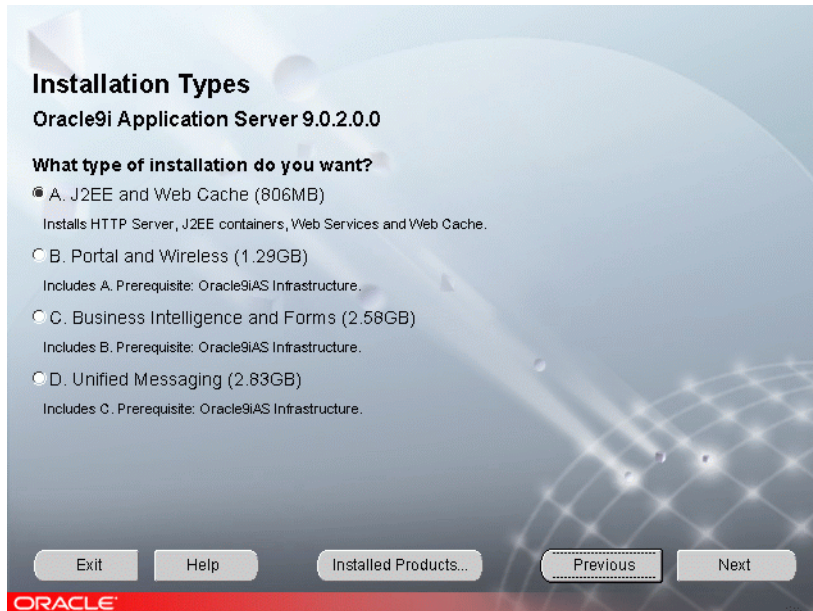 Installation Types
Oracle9i Application Server 9.0.2.0.0
What type of installation do you want?
A. J2EE and Web Cache (806MB)
Installs HTTP Server, J2EE containers, Web Services and Web Cache.
B. Portal and Wireless (1.29GB)
Includes A. Prerequisite: Oracle9iAS Infrastructure.
C. Business Intelligence and Forms (2.58GB)
Includes B. Prerequisite: Oracle9iAS Infrastructure.
D. Unified Messaging (2.83GB)
Includes C. Prerequisite: Oracle9iAS Infrastructure.
Exit Help Installed Products... Previous Next
ORACLE